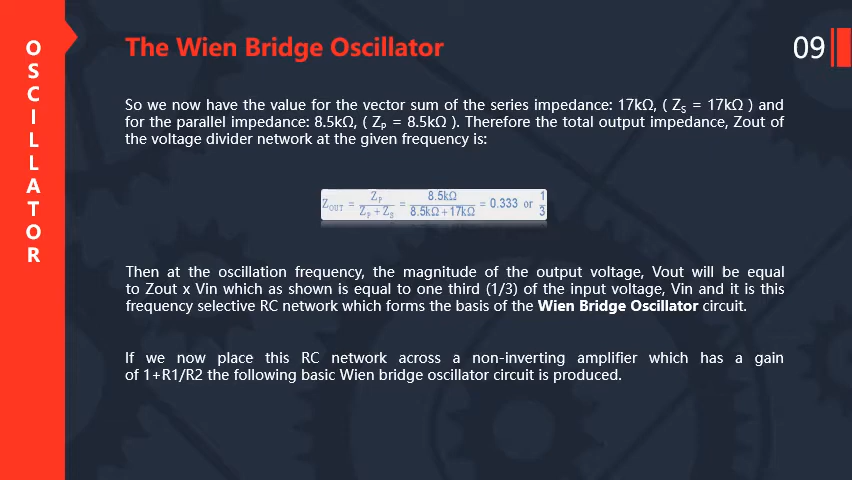 OSCILLATOR
The Wien Bridge Oscillator
09
So we now have the value for the vector sum of the series impedance: 17kΩ, ( ZS = 17kΩ ) and
for the parallel impedance: 8.5kΩ, ( ZP = 8.5kΩ ). Therefore the total output impedance, Zout of
the voltage divider network at the given frequency is:
ZOUT = ZP / (ZP + ZS) = 8.5kΩ / (8.5kΩ + 17kΩ) = 0.333 or 1/3
Then at the oscillation frequency, the magnitude of the output voltage, Vout will be equal
to Zout x Vin which as shown is equal to one third (1/3) of the input voltage, Vin and it is this
frequency selective RC network which forms the basis of the Wien Bridge Oscillator circuit.
If we now place this RC network across a non-inverting amplifier which has a gain
of 1+R1/R2 the following basic Wien bridge oscillator circuit is produced.